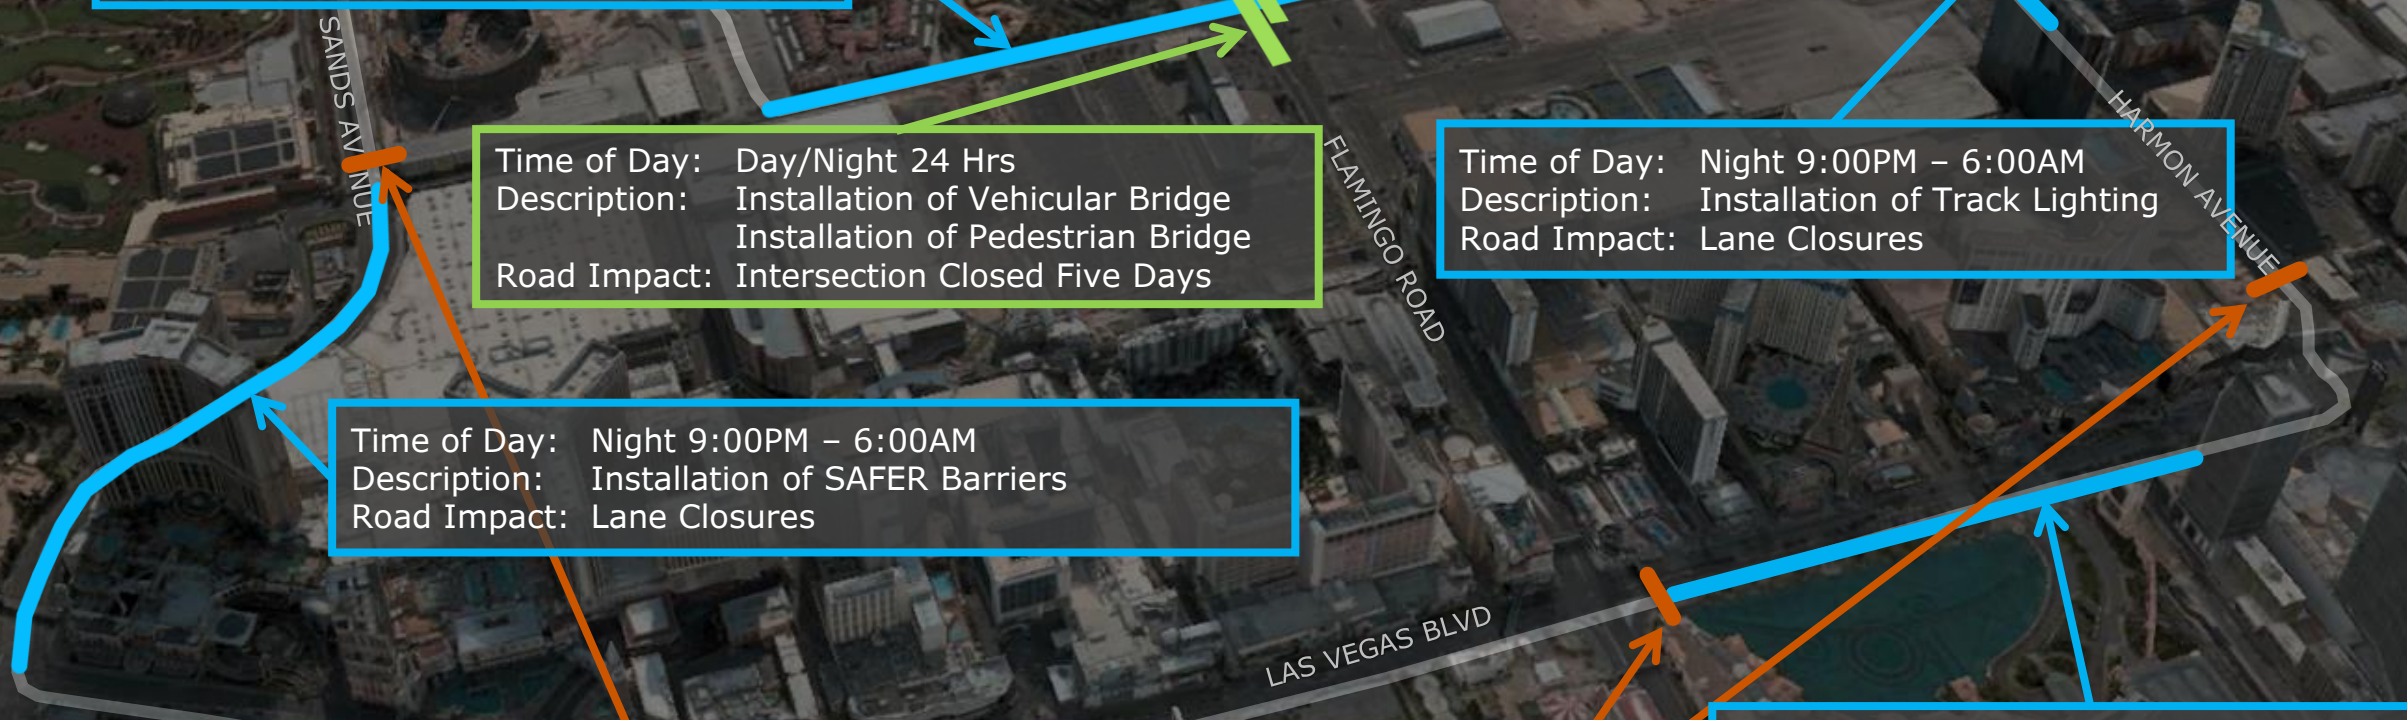 SANDS AVENUE
Time of Day: Day/Night 24 Hrs
Description: Installation of Vehicular Bridge
Installation of Pedestrian Bridge
Road Impact: Intersection Closed Five Days
FLAMINGO ROAD
Time of Day: Night 9:00PM – 6:00AM
Description: Installation of Track Lighting
Road Impact: Lane Closures
HARMON AVENUE
Time of Day: Night 9:00PM – 6:00AM
Description: Installation of SAFER Barriers
Road Impact: Lane Closures
LAS VEGAS BLVD